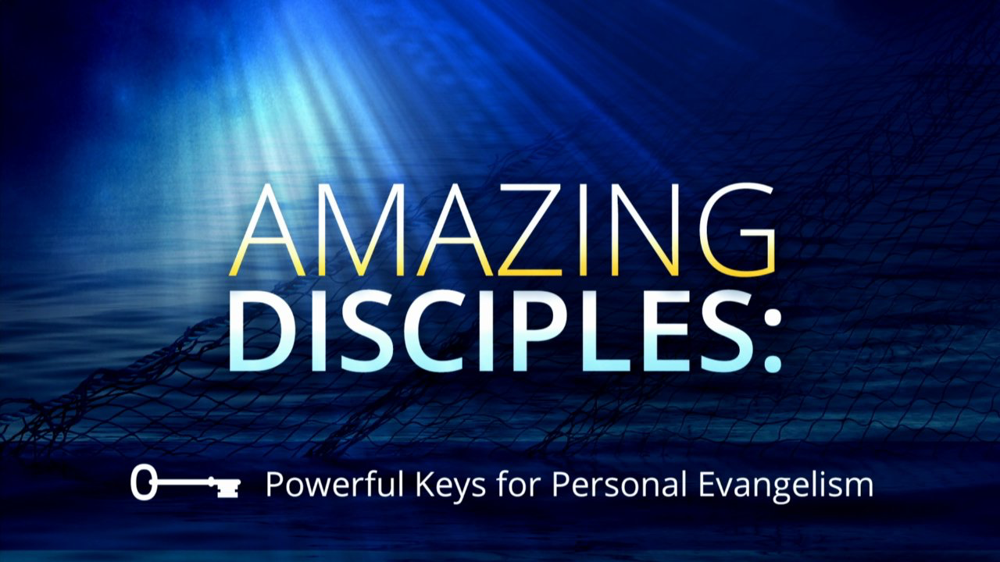 AMAZING
DISCIPLES:
Powerful Keys for Personal Evangelism